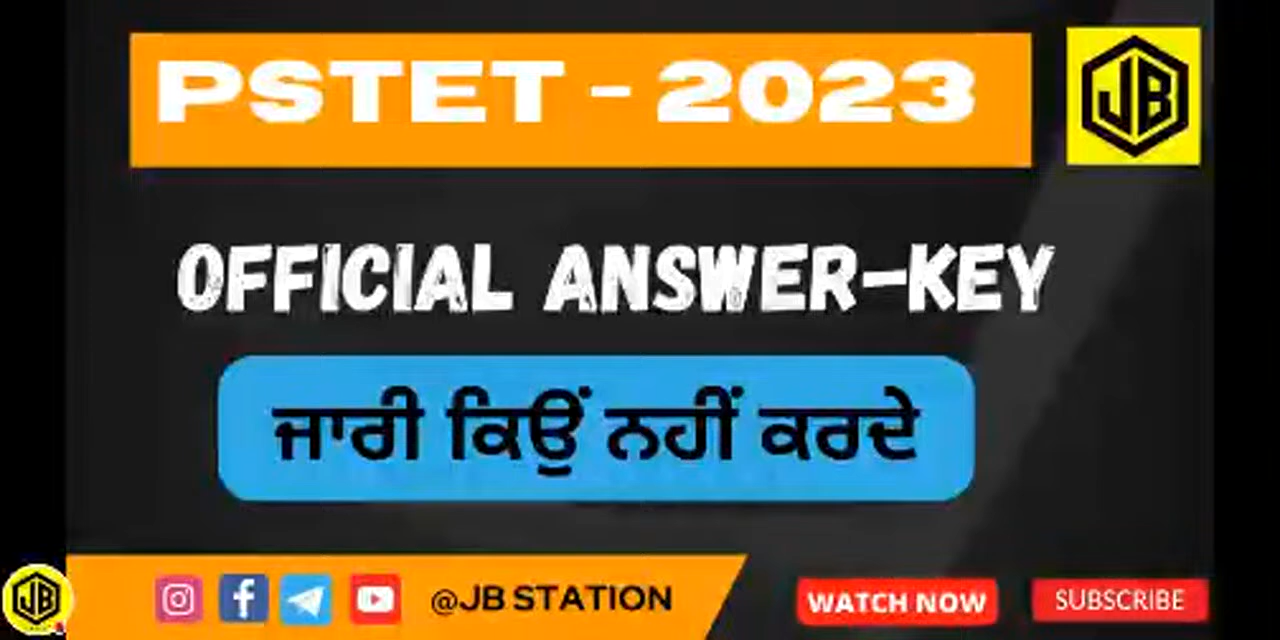 PSTET - 2023
JB
OFFICIAL ANSWER-KEY
ਜਾਰੀ ਕਿਉਂ ਨਹੀਂ ਕਰਦੇ
JB
@JB STATION
WATCH NOW
SUBSCRIBE